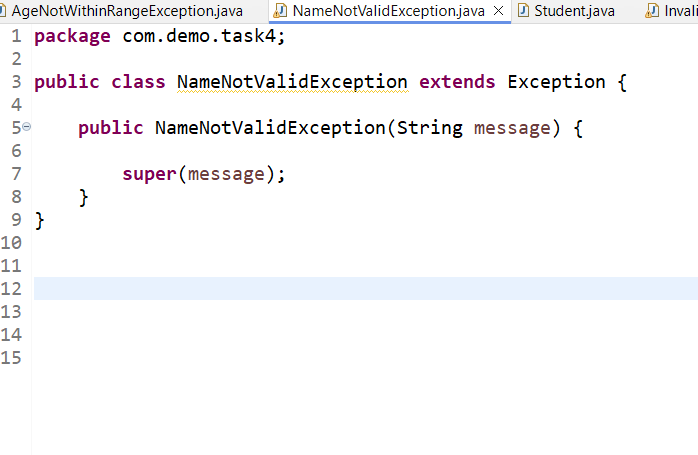 AgeNotWithinRangeException.java NameNotValidException.java Student.java Invali
1 package com.demo.task4;
2
3 public class NameNotValidException extends Exception {
4
5 public NameNotValidException(String message) {
6
7 super(message);
8 }
9 }
10
11
12
13
14
15